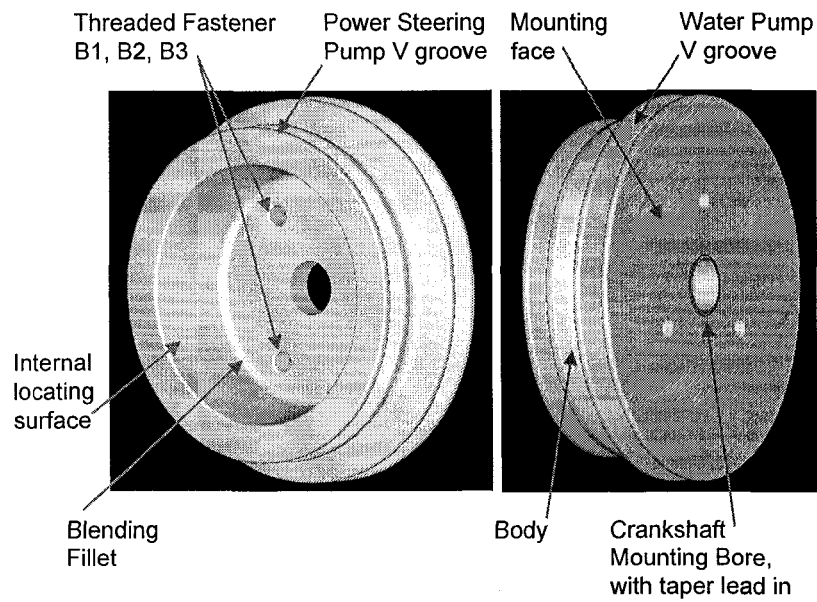 Threaded Fastener
B1, B2, B3
Power Steering
Pump V groove
Mounting
face
Water Pump
V groove
Internal
locating
surface
Blending
Fillet
Body
Crankshaft
Mounting Bore,
with taper lead in